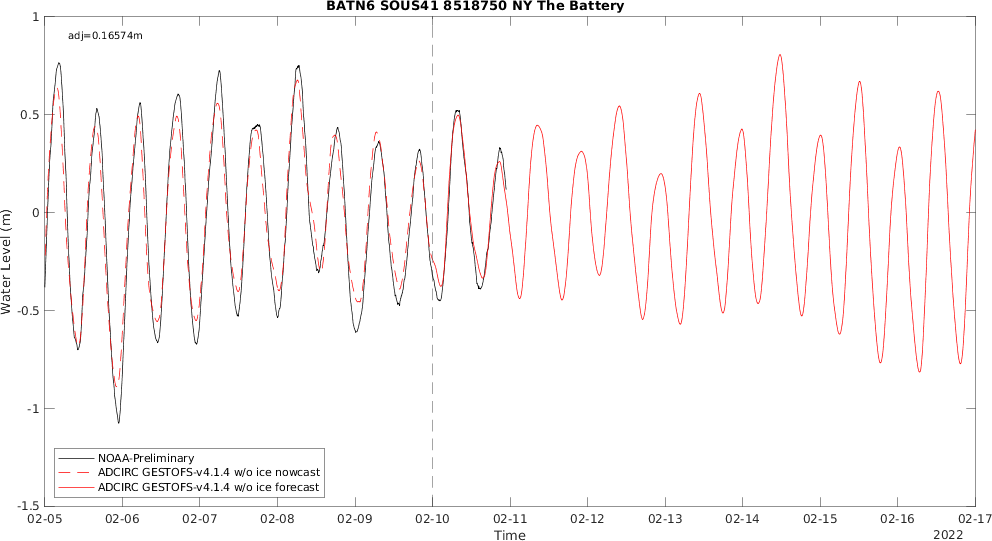 BATN6 SOUS41 8518750 NY The Battery
adj=0.16574m
1
0.5
0
-0.5
-1
-1.5
Water Level (m)
NOAA-Preliminary
ADCIRC GESTOFS-v4.1.4 w/o ice nowcast
ADCIRC GESTOFS-v4.1.4 w/o ice forecast
02-05 02-06 02-07 02-08 02-09 02-10 02-11 02-12 02-13 02-14 02-15 02-16 02-17
Time
2022